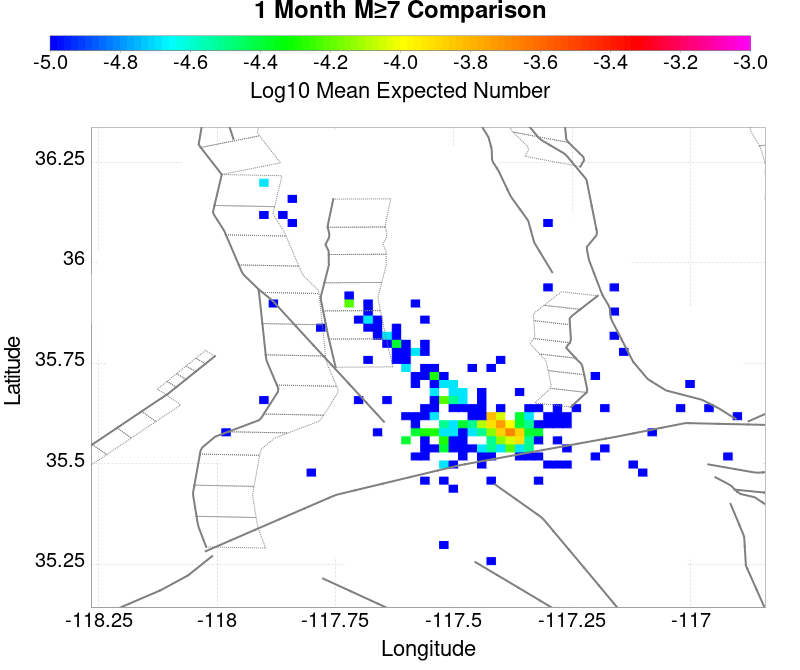 1 Month M≥7 Comparison
-5.0 -4.8 -4.6 -4.4 -4.2 -4.0 -3.8 -3.6 -3.4 -3.2 -3.0
Log10 Mean Expected Number
36.25
36
35.75
35.5
35.25
Latitude
-118.25 -118 -117.75 -117.5 -117.25 -117
Longitude